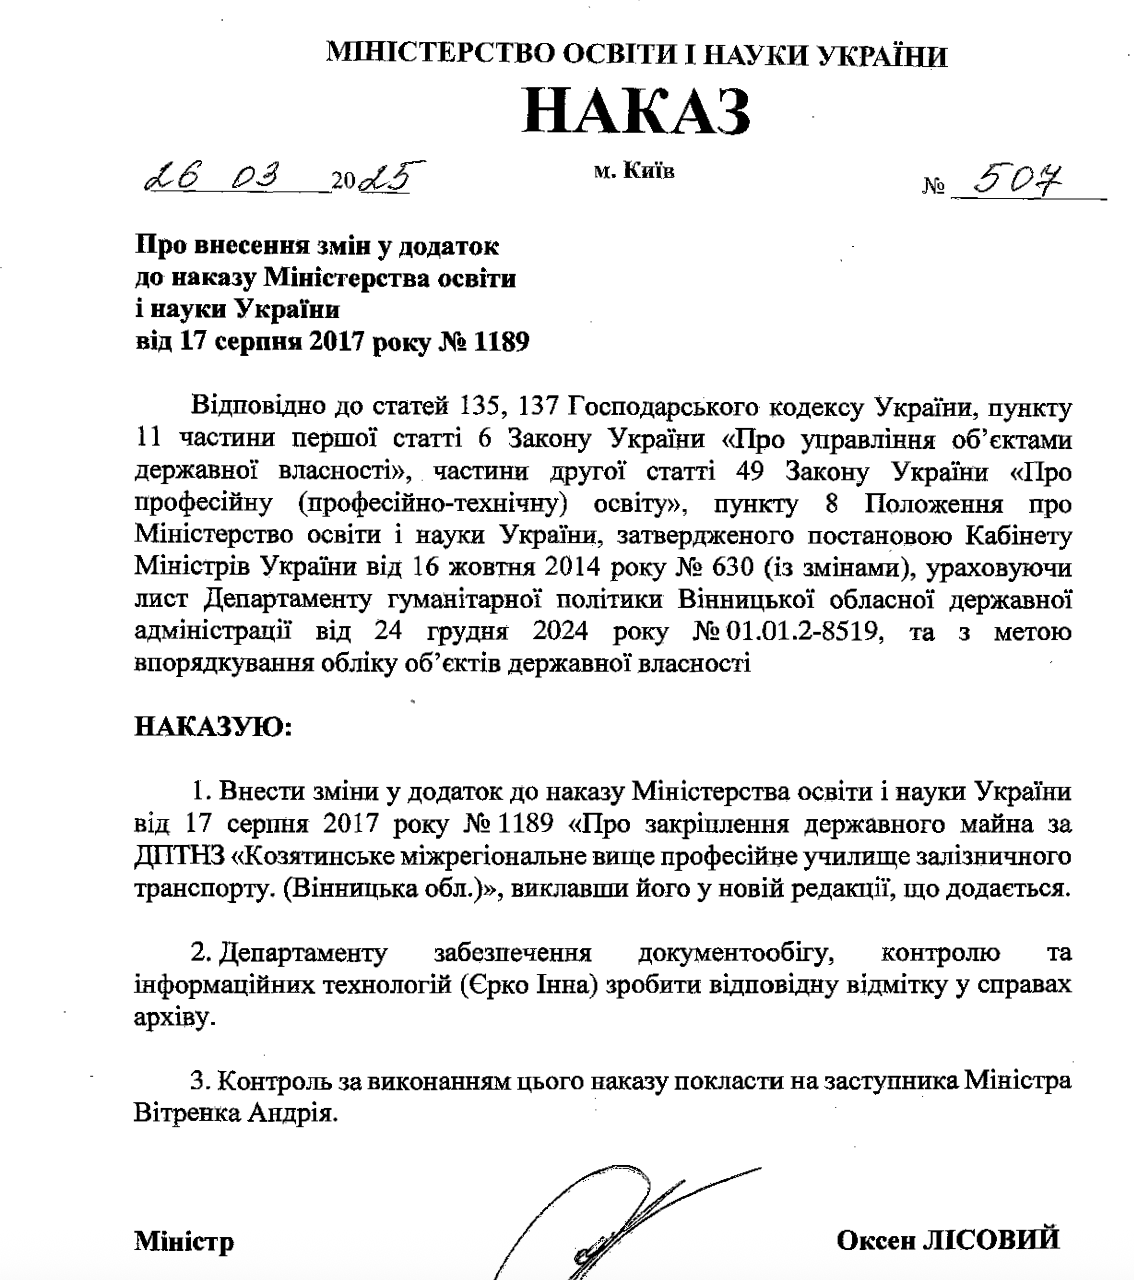 МІНІСТЕРСТВО ОСВІТИ І НАУКИ УКРАЇНИ
НАКАЗ
26 03 2025 м. Київ № 507
Про внесення змін у додаток
до наказу Міністерства освіти
і науки України
від 17 серпня 2017 року № 1189
Відповідно до статей 135, 137 Господарського кодексу України, пункту
11 частини першої статті 6 Закону України «Про управління об’єктами
державної власності», частини другої статті 49 Закону України «Про
професійну (професійно-технічну) освіту», пункту 8 Положення про
Міністерство освіти і науки України, затвердженого постановою Кабінету
Міністрів України від 16 жовтня 2014 року № 630 (із змінами), ураховуючи
лист Департаменту гуманітарної політики Вінницької обласної державної
адміністрації від 24 грудня 2024 року № 01.01.2-8519, та з метою
впорядкування обліку об’єктів державної власності
НАКАЗУЮ:
1. Внести зміни у додаток до наказу Міністерства освіти і науки України
від 17 серпня 2017 року № 1189 «Про закріплення державного майна за
ДПТНЗ «Козятинське міжрегіональне вище професійне училище залізничного
транспорту. (Вінницька обл.)», виклавши його у новій редакції, що додається.
2. Департаменту забезпечення документообігу, контролю та
інформаційних технологій (Єрко Інна) зробити відповідну відмітку у справах
архіву.
3. Контроль за виконанням цього наказу покласти на заступника Міністра
Вітренка Андрія.
Міністр Оксен ЛІСОВИЙ